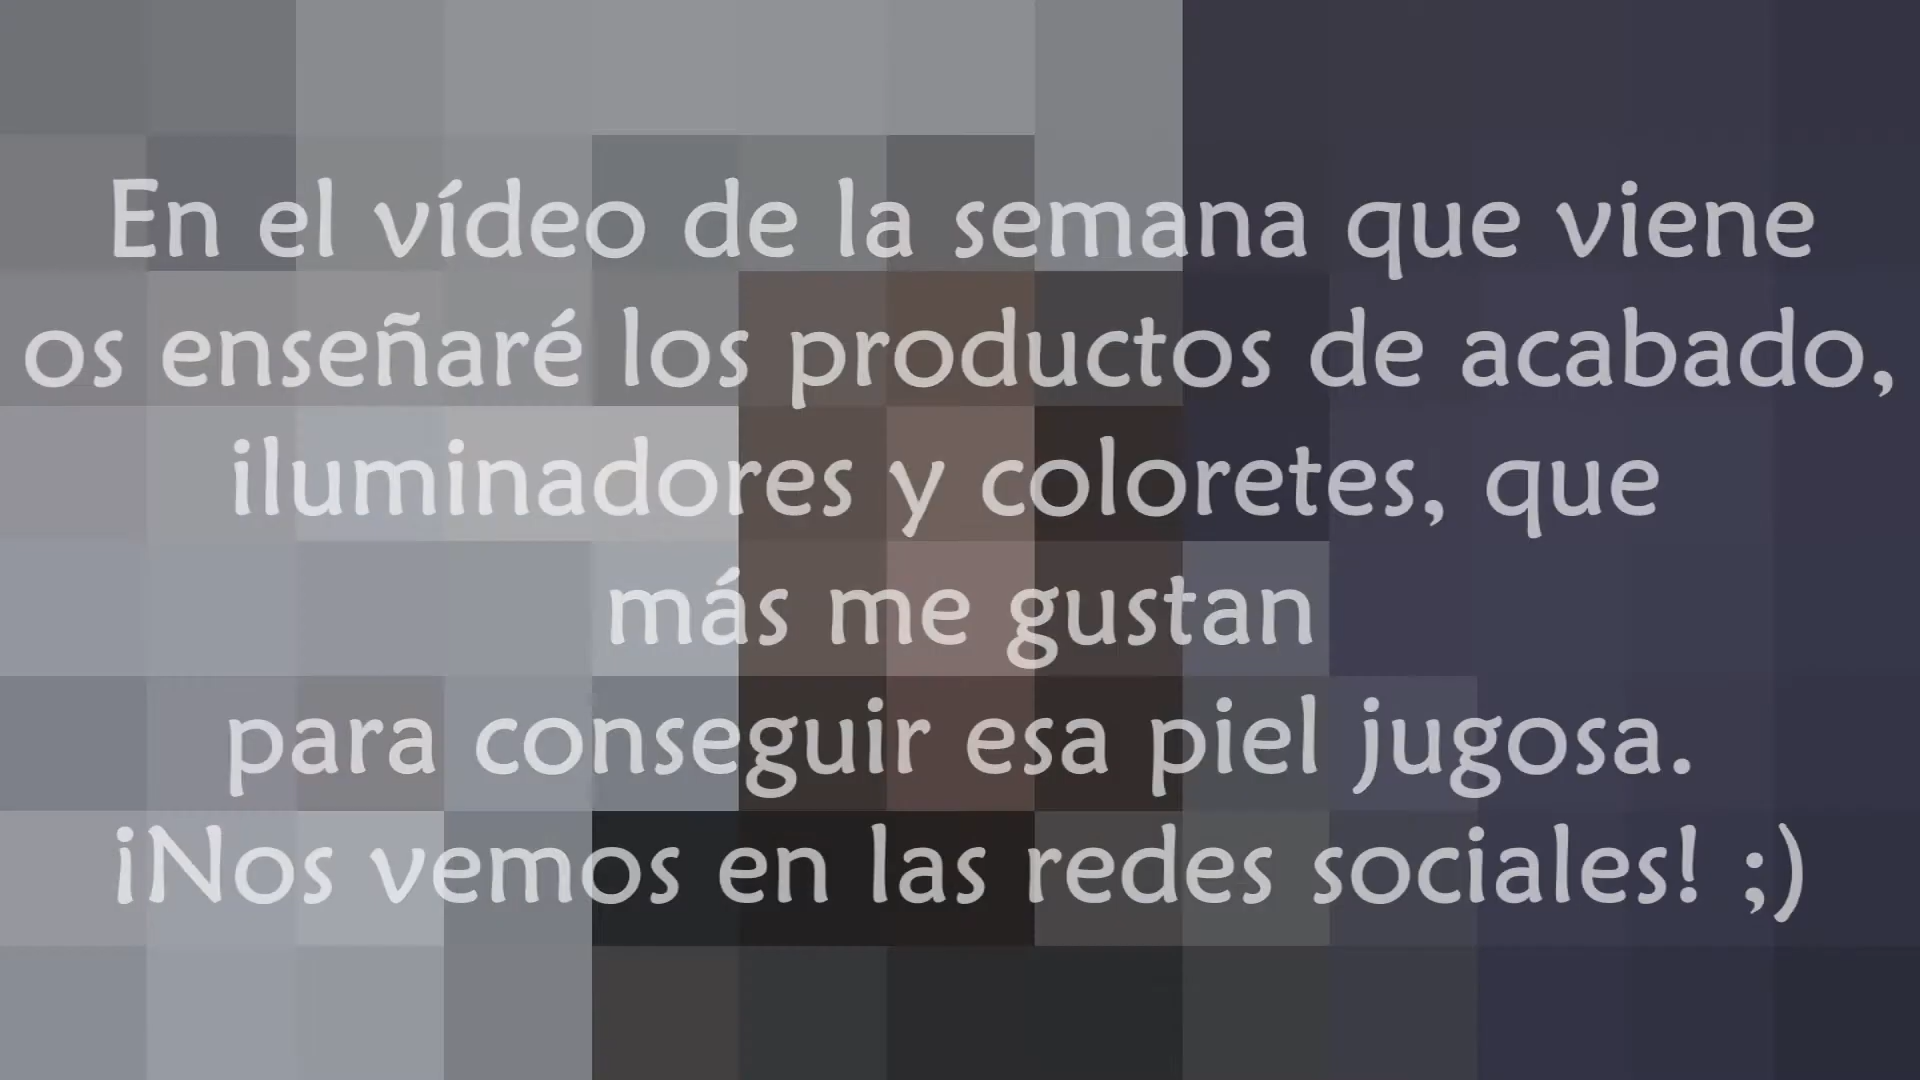 En el vídeo de la semana que viene
os enseñaré los productos de acabado,
iluminadores y coloretes, que
más me gustan
para conseguir esa piel jugosa.
¡Nos vemos en las redes sociales! ;)